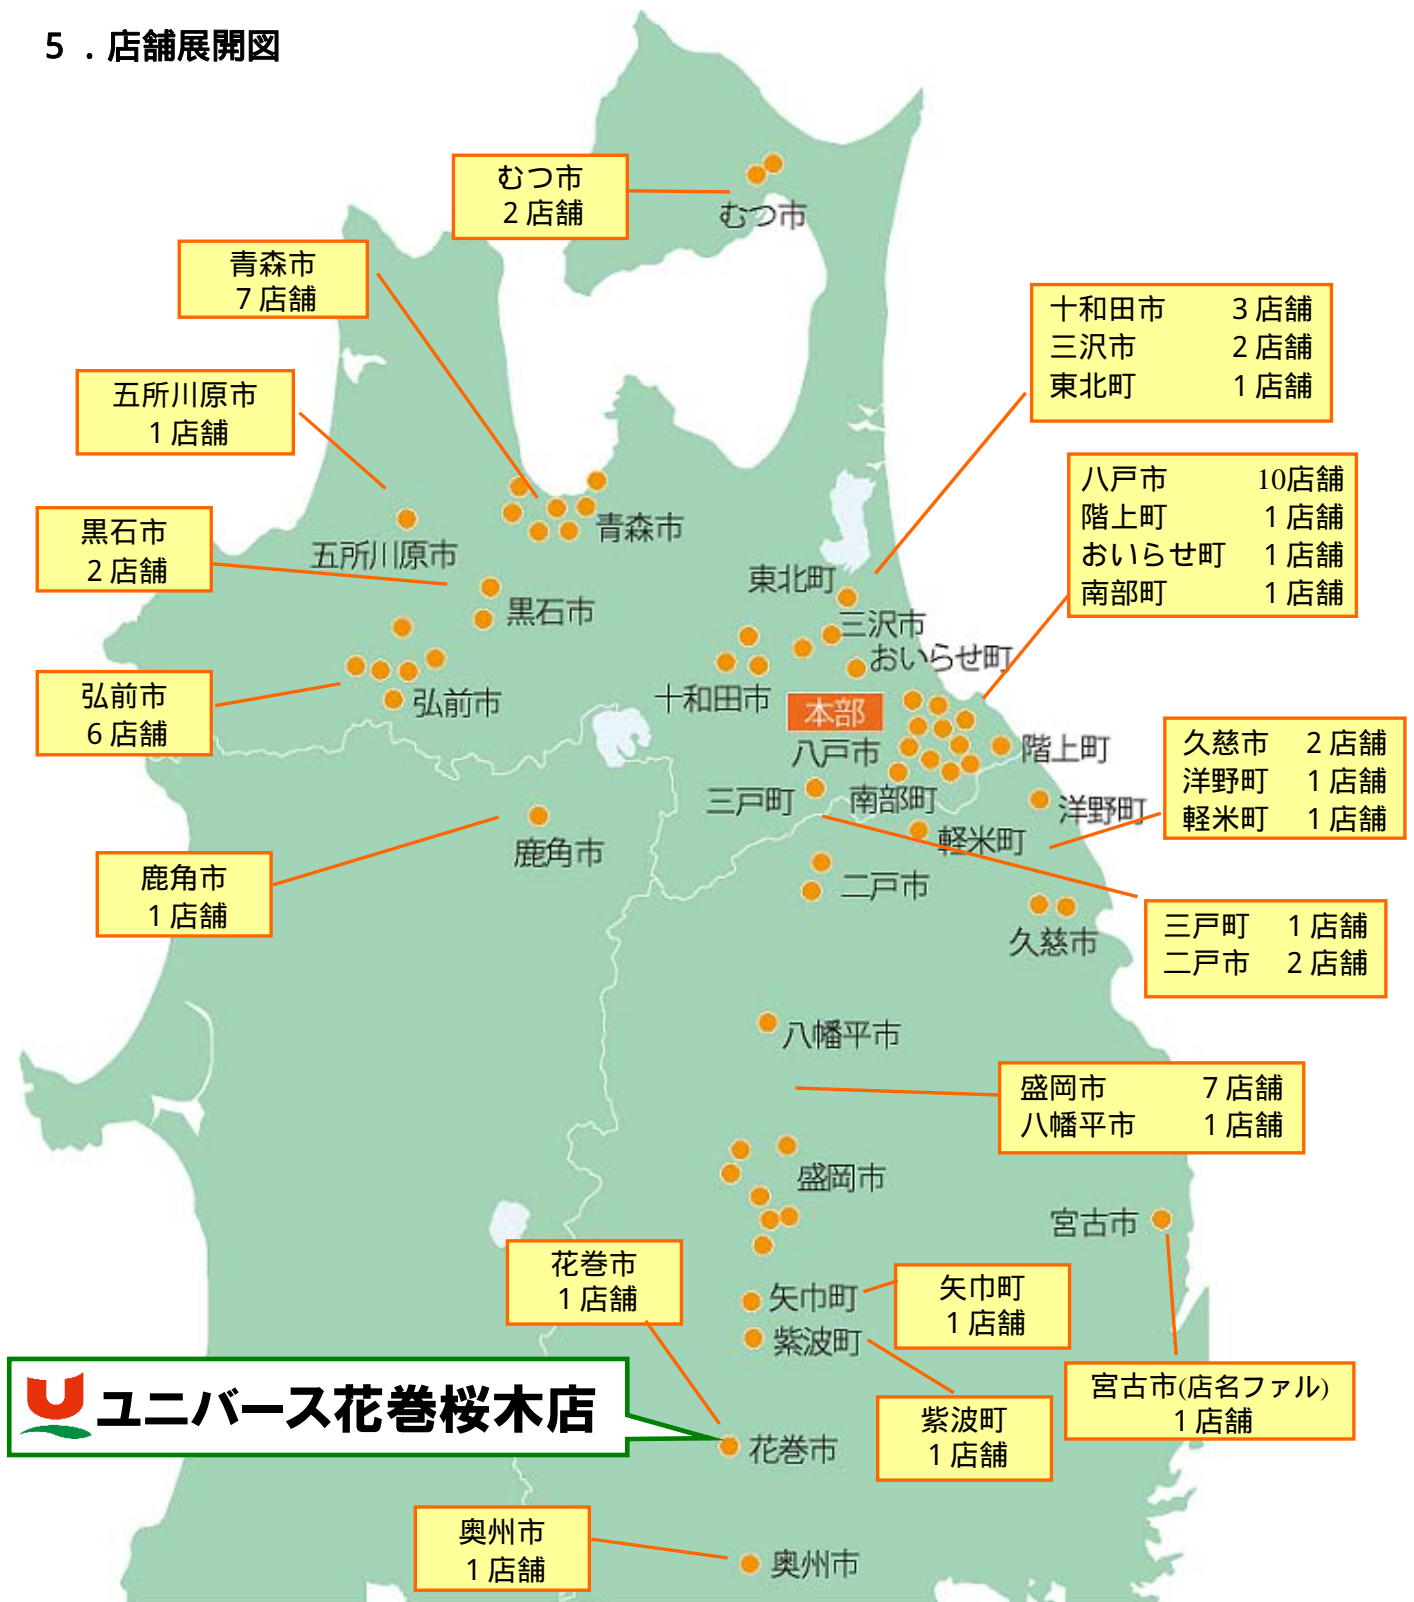 5．店舗展開図
むつ市
2店舗
むつ市
青森市
7店舗
十和田市 3店舗
三沢市 2店舗
東北町 1店舗
五所川原市
1店舗
八戸市 10店舗
階上町 1店舗
おいらせ町 1店舗
南部町 1店舗
黒石市
2店舗
青森市
五所川原市
東北町
黒石市
三沢市
おいらせ町
弘前市
6店舗
弘前市
十和田市
本部
八戸市
階上町
久慈市 2店舗
洋野町 1店舗
軽米町 1店舗
三戸町
南部町
洋野町
鹿角市
軽米町
鹿角市
1店舗
二戸市
久慈市
三戸町 1店舗
二戸市 2店舗
八幡平市
盛岡市 7店舗
八幡平市 1店舗
盛岡市
宮古市
花巻市
1店舗
矢巾町
矢巾町
1店舗
紫波町
宮古市(店名ファル)
1店舗
ユニバース花巻桜木店
紫波町
1店舗
花巻市
奥州市
1店舗
奥州市